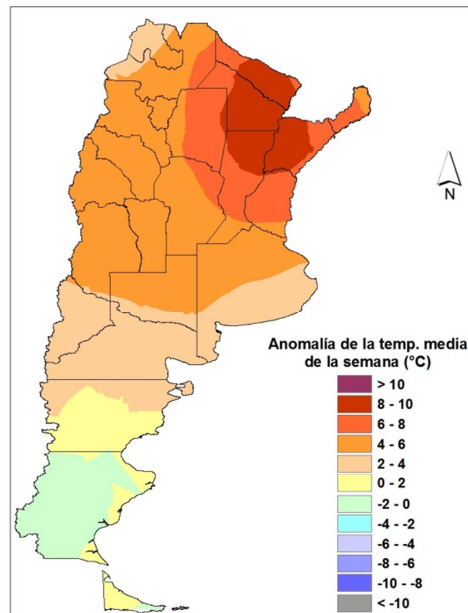 N
Anomalía de la temp. media
de la semana (°C)
> 10
8 - 10
6 - 8
4 - 6
2 - 4
0 - 2
-2 - 0
-4 - -2
-6 - -4
-8 - -6
-10 - -8
< -10